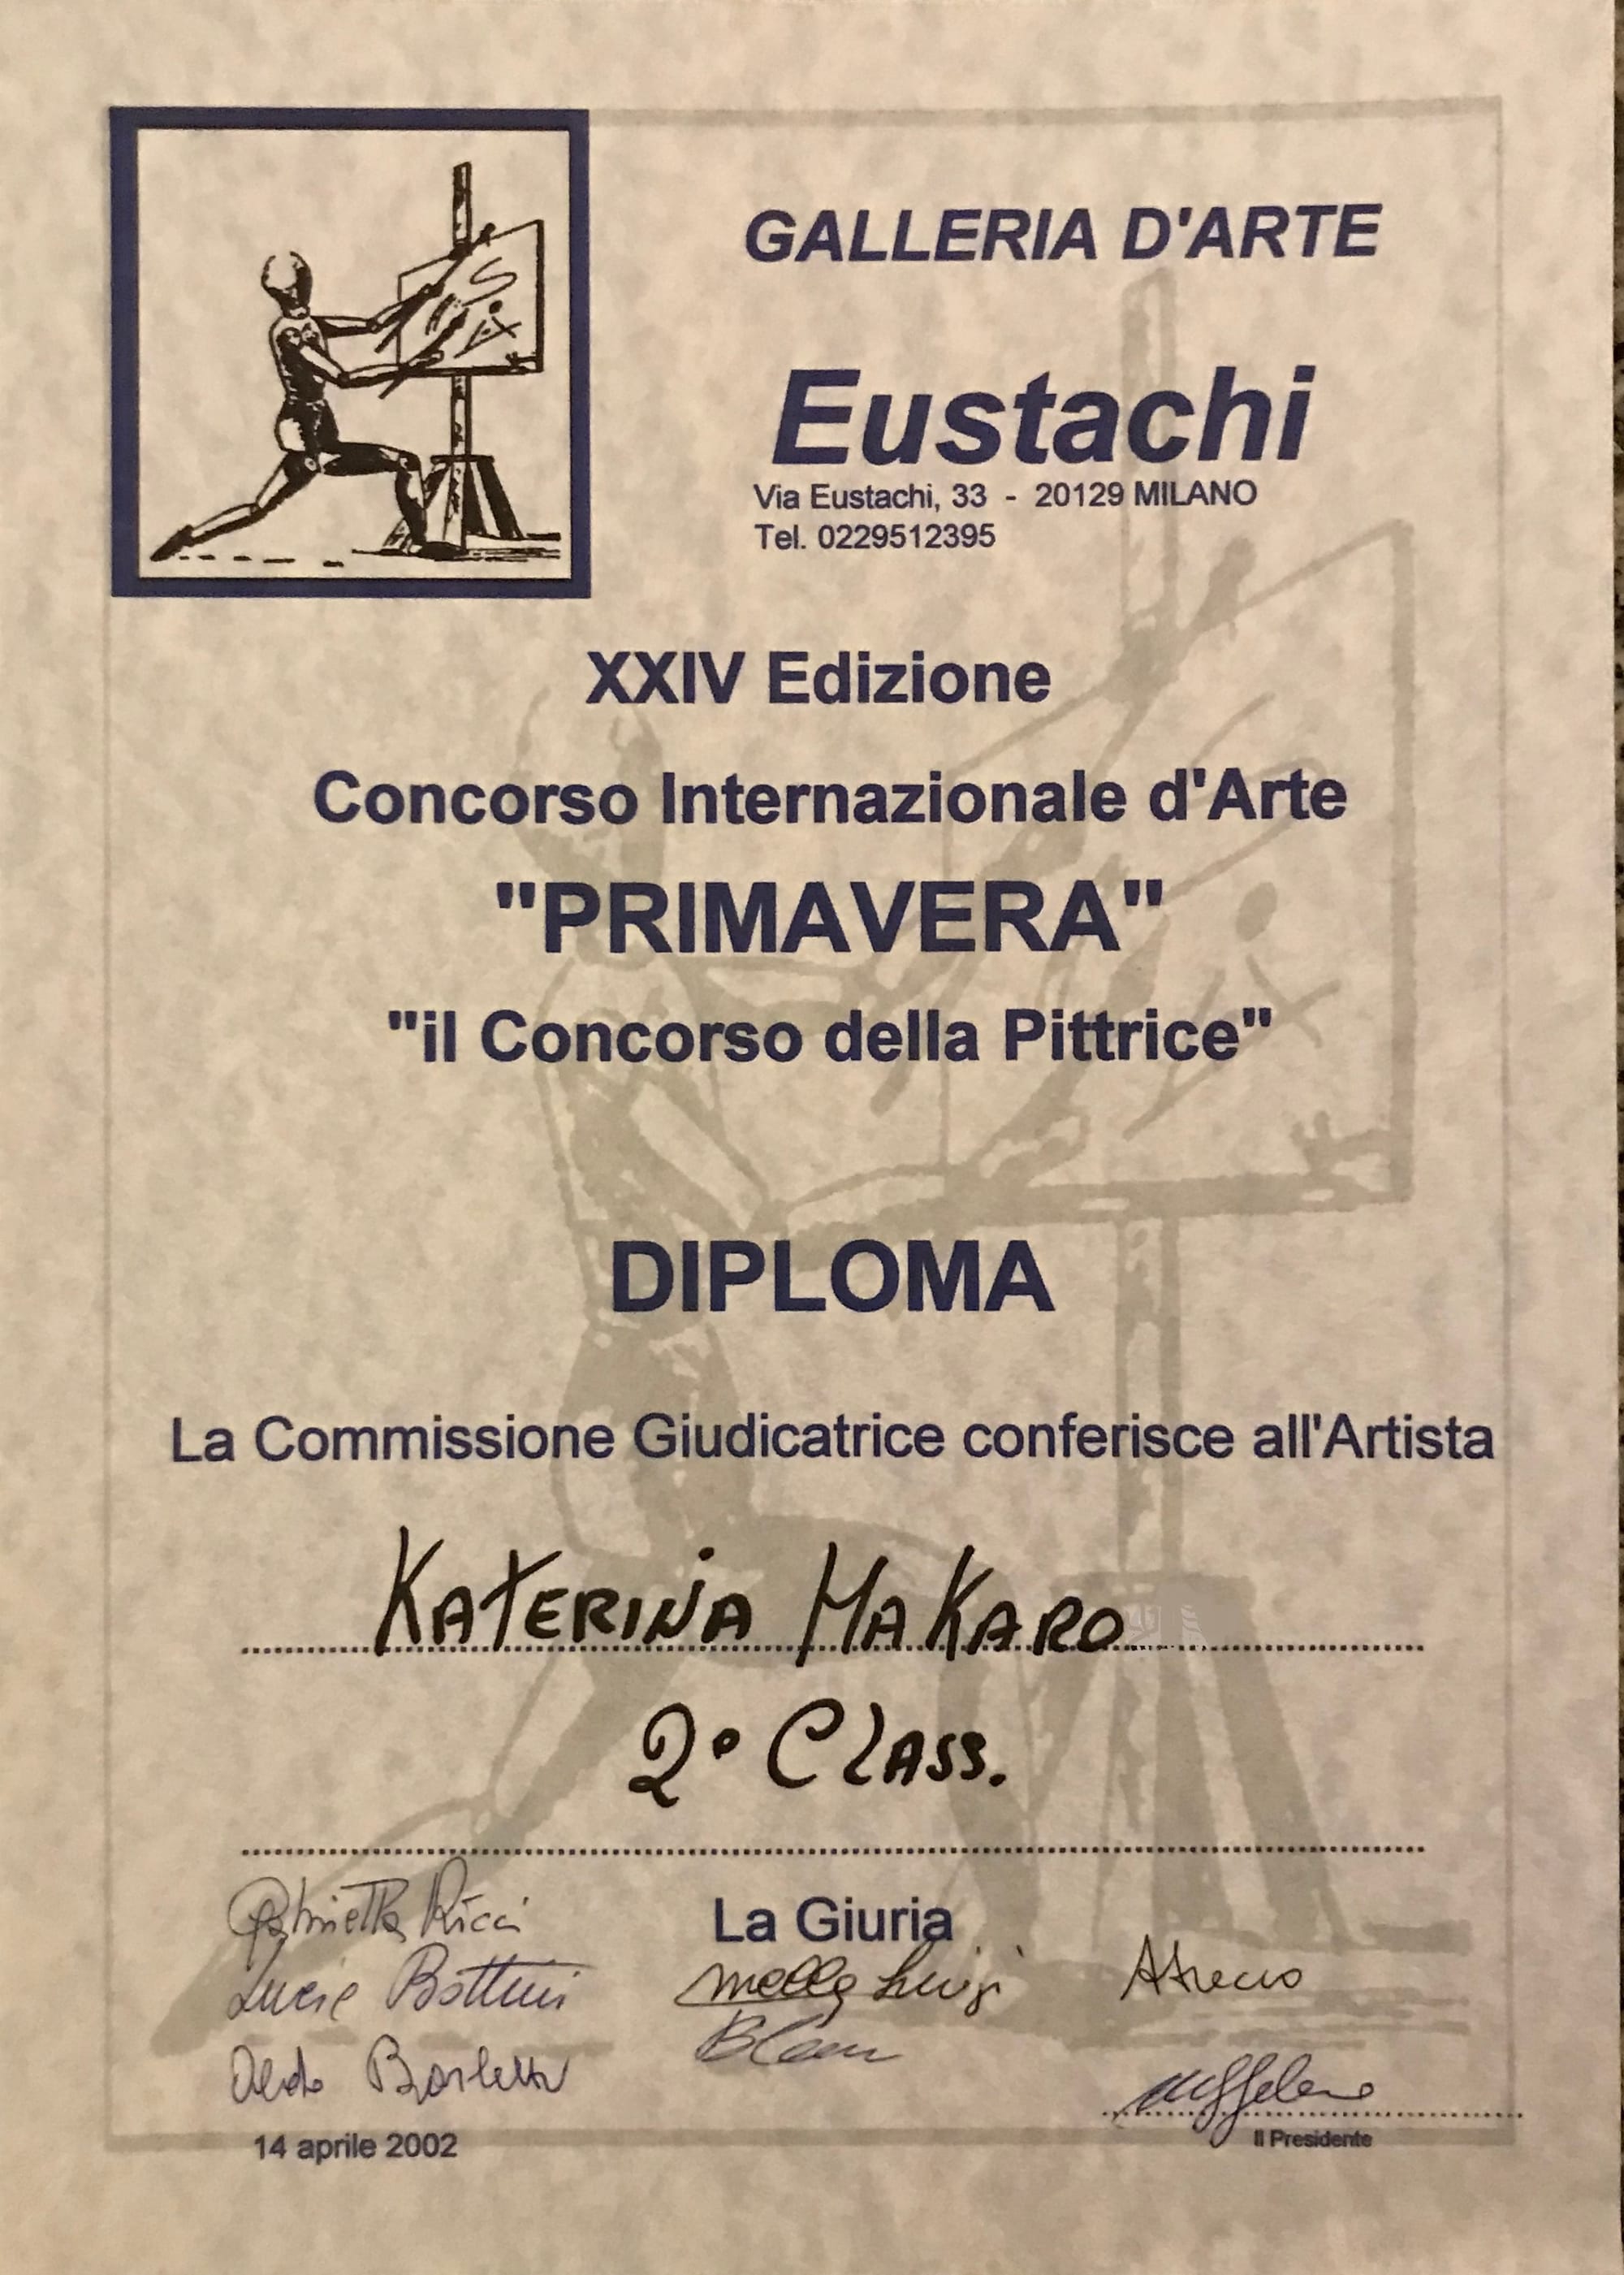 GALLERIA D'ARTE
Eustachi
Via Eustachi, 33 - 20129 MILANO
Tel. 0229512395
XXIV Edizione
Concorso Internazionale d'Arte
"PRIMAVERA"
"il Concorso della Pittrice"
DIPLOMA
La Commissione Giudicatrice conferisce all'Artista
KATERINA MAKARO
2° CLASS.
La Giuria
Gabriella Ricci
14 aprile 2002
Il Presidente